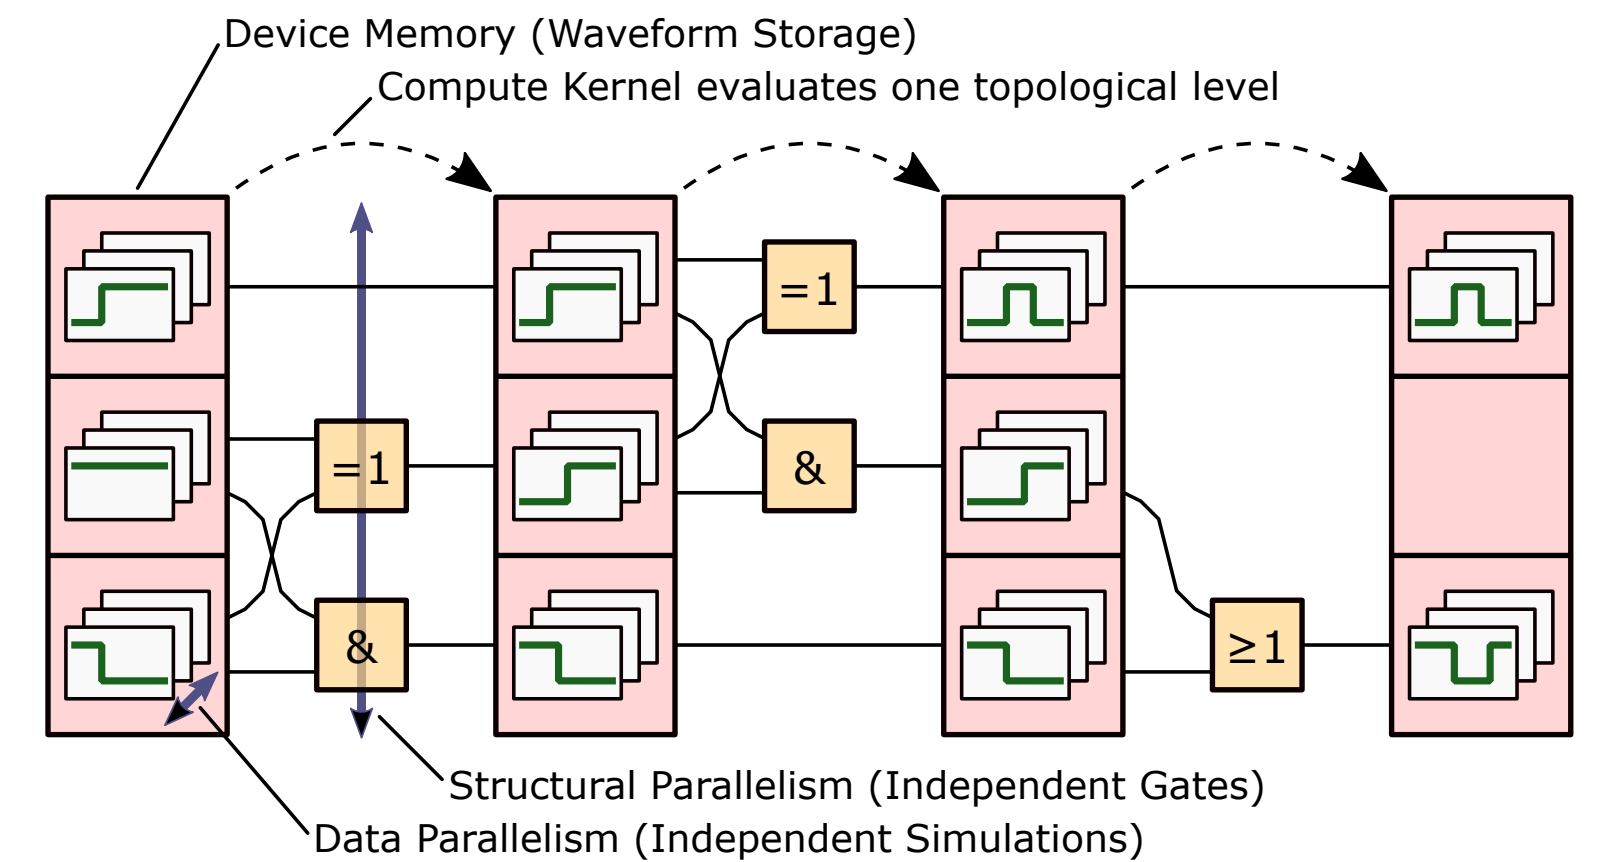 Device Memory (Waveform Storage)
Compute Kernel evaluates one topological level
=1
=1
&
&
≥1
Structural Parallelism (Independent Gates)
Data Parallelism (Independent Simulations)